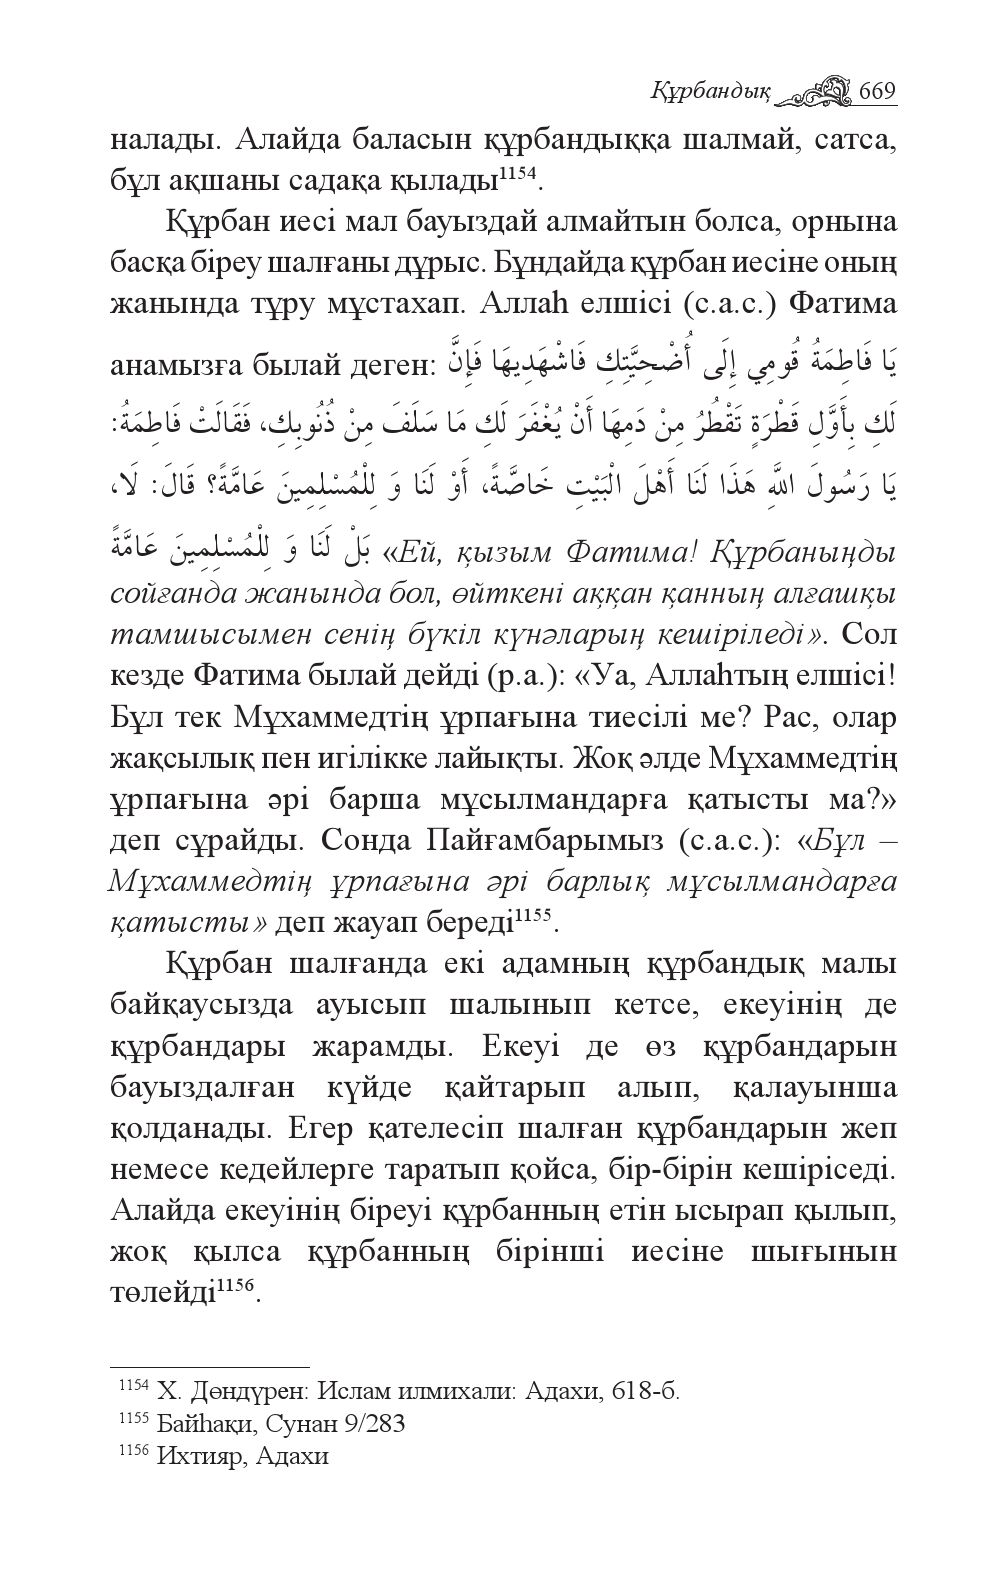 Құрбандық 669
налады. Алайда баласын құрбандыққа шалмай, сатса,
бұл ақшаны садақа қылады¹¹⁵⁴.
Құрбан иесі мал бауыздай алмайтын болса, орнына
басқа біреу шалғаны дұрыс. Бұндайда құрбан иесіне оның
жанында тұру мұстахап. Аллаһ елшісі (с.а.с.) Фатима
анамызға былай деген: يَا فَاطِمَةُ قُومِي إِلَى أُضْحِيَّتِكِ فَاشْهَدِيهَا فَإِنَّ
لَكِ بِأَوَّلِ قَطْرَةٍ تَقْطُرُ مِنْ دَمِهَا أَنْ يُغْفَرَ لَكِ مَا سَلَفَ مِنْ ذُنُوبِكِ، فَقَالَتْ فَاطِمَةُ:
يَا رَسُولَ اللَّهِ هَذَا لَنَا أَهْلَ الْبَيْتِ خَاصَّةً، أَوْ لَنَا وَ لِلْمُسْلِمِينَ عَامَّةً؟ قَالَ: لَا،
بَلْ لَنَا وَ لِلْمُسْلِمِينَ عَامَّةً «Ей, қызым Фатима! Құрбаныңды
сойғанда жанында бол, өйткені аққан қанның алғашқы
тамшысымен сенің бүкіл күнәларың кешіріледі». Сол
кезде Фатима былай дейді (р.а.): «Уа, Аллаһтың елшісі!
Бұл тек Мұхаммедтің ұрпағына тиесілі ме? Рас, олар
жақсылық пен игілікке лайықты. Жоқ әлде Мұхаммедтің
ұрпағына әрі барша мұсылмандарға қатысты ма?»
деп сұрайды. Сонда Пайғамбарымыз (с.а.с.): «Бұл –
Мұхаммедтің ұрпағына әрі барлық мұсылмандарға
қатысты» деп жауап береді¹¹⁵⁵.
Құрбан шалғанда екі адамның құрбандық малы
байқаусызда ауысып шалынып кетсе, екеуінің де
құрбандары жарамды. Екеуі де өз құрбандарын
бауыздалған күйде қайтарып алып, қалауынша
қолданады. Егер қателесіп шалған құрбандарын жеп
немесе кедейлерге таратып қойса, бір-бірін кешіріседі.
Алайда екеуінің біреуі құрбанның етін ысырап қылып,
жоқ қылса құрбанның бірінші иесіне шығынын
төлейді¹¹⁵⁶.
¹¹⁵⁴ Х. Дөндүрен: Ислам илмихали: Адахи, 618-б.
¹¹⁵⁵ Байһақи, Сунан 9/283
¹¹⁵⁶ Ихтияр, Адахи